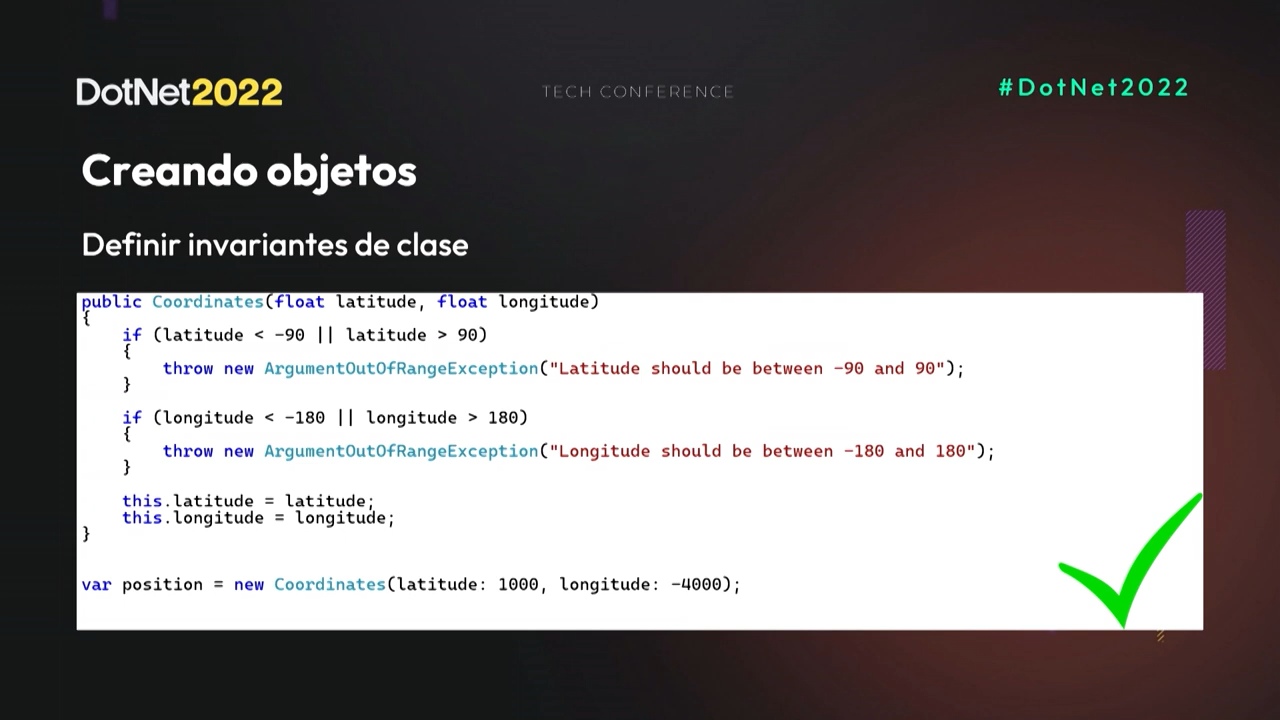 DotNet2022
TECH CONFERENCE
#DotNet2022
Creando objetos
Definir invariantes de clase
public Coordinates(float latitude, float longitude)
{
    if (latitude < -90 || latitude > 90)
    {
        throw new ArgumentOutOfRangeException("Latitude should be between -90 and 90");
    }
    if (longitude < -180 || longitude > 180)
    {
        throw new ArgumentOutOfRangeException("Longitude should be between -180 and 180");
    }
    this.latitude = latitude;
    this.longitude = longitude;
}
var position = new Coordinates(latitude: 1000, longitude: -4000);